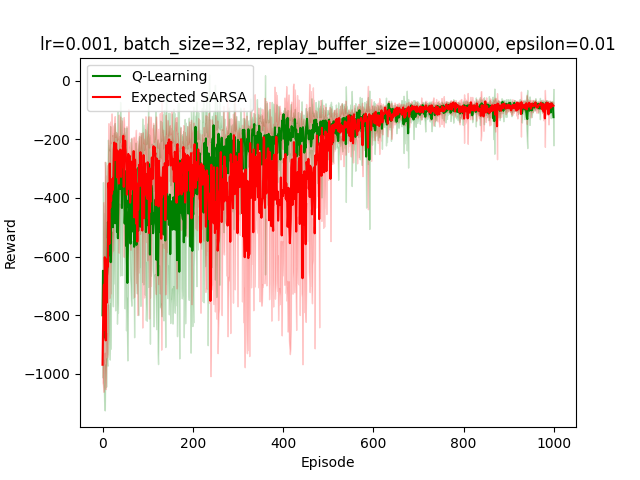 lr=0.001, batch_size=32, replay_buffer_size=1000000, epsilon=0.01
Q-Learning
Expected SARSA
0
−200
−400
−600
−800
−1000
Reward
0 200 400 600 800 1000
Episode